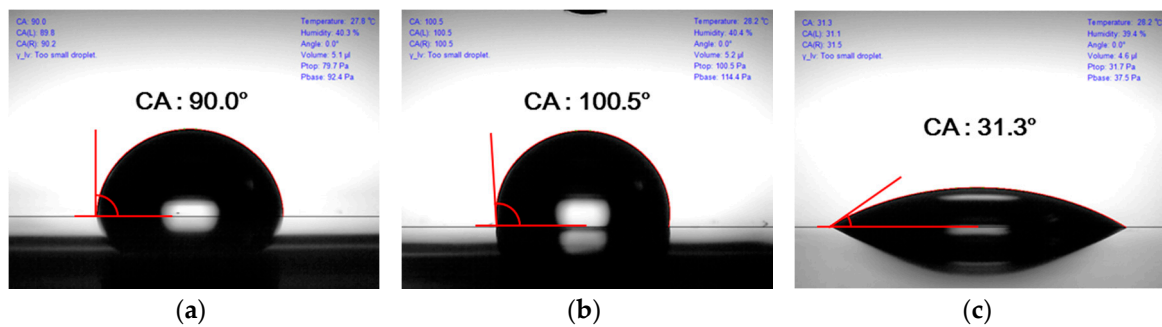 CA: 90.0
CA(L): 89.8
CA(R): 90.2
γ_lv: Too small droplet.
Temperature: 27.8 ℃
Humidity: 40.3 %
Angle: 0.0°
Volume: 5.1 µl
Ptop: 79.7 Pa
Pbase: 92.4 Pa
CA : 90.0º
(a)
CA: 100.5
CA(L): 100.5
CA(R): 100.5
γ_lv: Too small droplet.
Temperature: 28.2 ℃
Humidity: 40.4 %
Angle: 0.0°
Volume: 5.2 µl
Ptop: 100.5 Pa
Pbase: 114.4 Pa
CA : 100.5º
(b)
CA: 31.3
CA(L): 31.1
CA(R): 31.5
γ_lv: Too small droplet.
Temperature: 28.2 ℃
Humidity: 39.4 %
Angle: 0.0°
Volume: 4.6 µl
Ptop: 31.7 Pa
Pbase: 37.5 Pa
CA : 31.3º
(c)